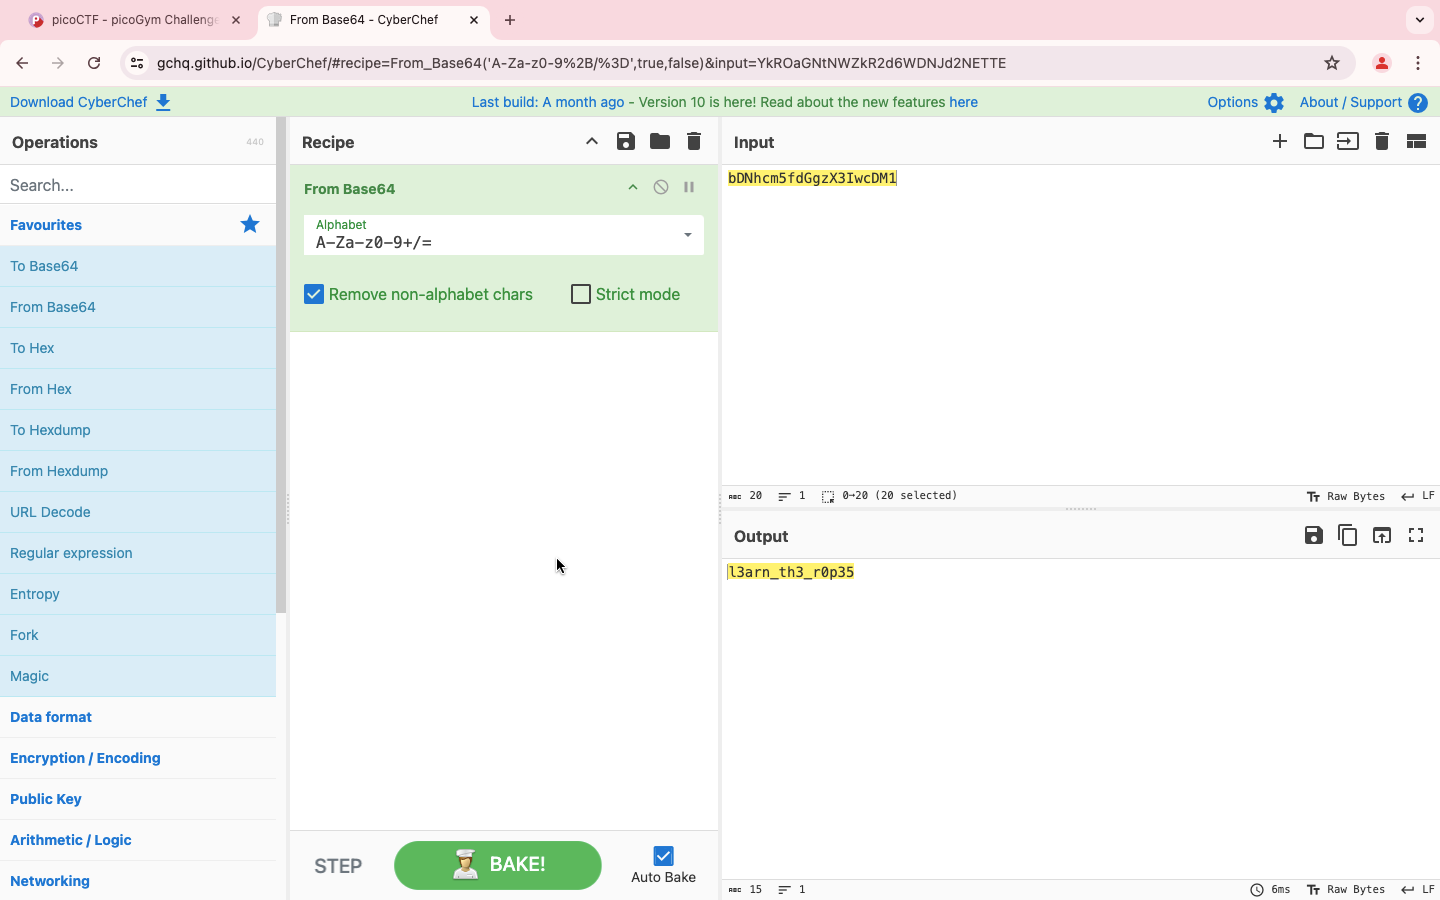 picoCTF - picoGym Challenge
From Base64 - CyberChef
gchq.github.io/CyberChef/#recipe=From_Base64('A-Za-z0-9%2B/%3D',true,false)&input=YkROaGNtNWZkR2d6WDNJd2NETTE
Download CyberChef
Last build: A month ago - Version 10 is here! Read about the new features here
Options
About / Support
Operations
440
Search...
Favourites
To Base64
From Base64
To Hex
From Hex
To Hexdump
From Hexdump
URL Decode
Regular expression
Entropy
Fork
Magic
Data format
Encryption / Encoding
Public Key
Arithmetic / Logic
Networking
Recipe
From Base64
Alphabet
A-Za-z0-9+/=
Remove non-alphabet chars
Strict mode
STEP
BAKE!
Auto Bake
Input
bDNhcm5fdGgzX3IwcDM1
ABC 20
1
0→20 (20 selected)
Raw Bytes
LF
Output
l3arn_th3_r0p35
ABC 15
1
6ms
Raw Bytes
LF